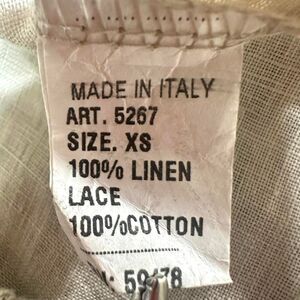 MADE IN ITALY
ART. 5267
SIZE. XS
100% LINEN
LACE
100%COTTON